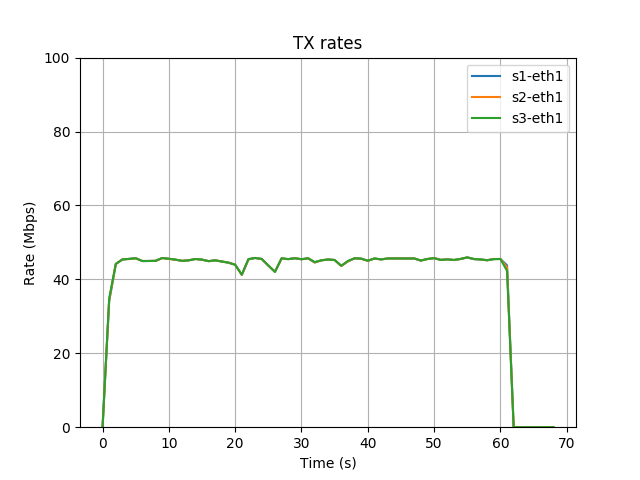 TX rates
100
80
60
40
20
0
Rate (Mbps)
s1-eth1
s2-eth1
s3-eth1
0 10 20 30 40 50 60 70
Time (s)